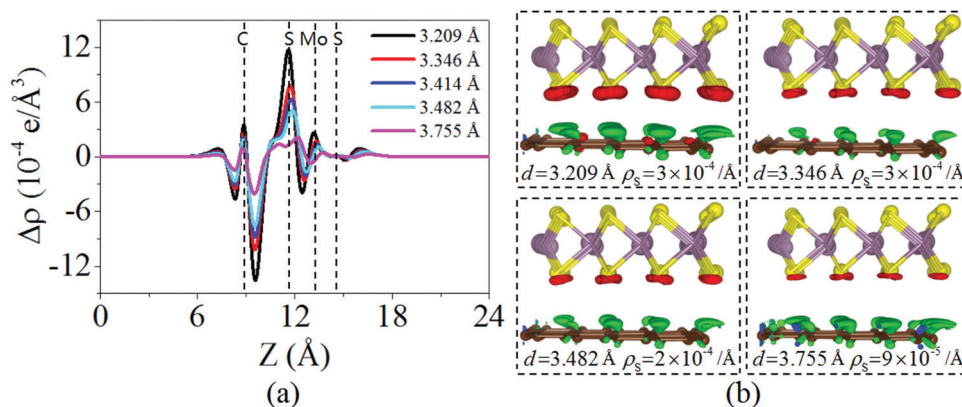 C S Mo S
3.209 Å
3.346 Å
3.414 Å
3.482 Å
3.755 Å
12
6
0
-6
-12
Δρ (10⁻⁴ e/Å³)
0 6 12 18 24
Z (Å)
(a)
d=3.209 Å ρS=3×10⁻⁴/Å
d=3.346 Å ρS=3×10⁻⁴/Å
d=3.482 Å ρS=2×10⁻⁴/Å
d=3.755 Å ρS=9×10⁻⁵/Å
(b)